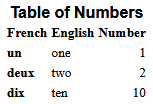 Table of Numbers
French English Number
un one 1
deux two 2
dix ten 10